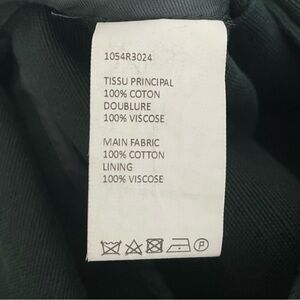 1054R3024
TISSU PRINCIPAL
100% COTON
DOUBLURE
100% VISCOSE
MAIN FABRIC
100% COTTON
LINING
100% VISCOSE
P